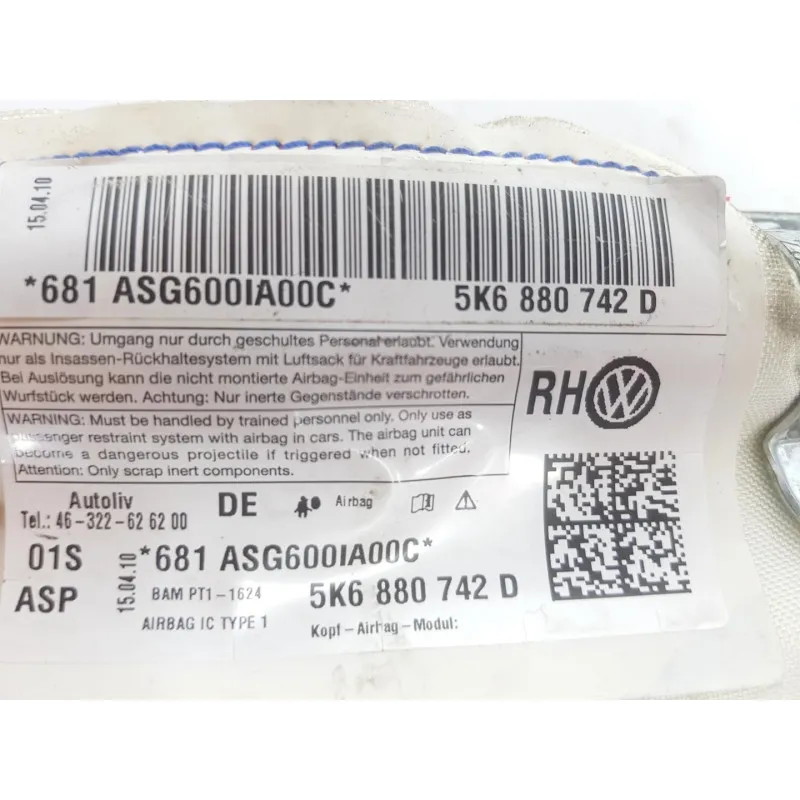 15.04.10
*681 ASG600IA00C* 5K6 880 742 D
WARNUNG: Umgang nur durch geschultes Personal erlaubt. Verwendung
nur als Insassen-Rückhaltesystem mit Luftsack für Kraftfahrzeuge erlaubt.
Bei Auslösung kann die nicht montierte Airbag-Einheit zum gefährlichen
Wurfstück werden. Achtung: Nur inerte Gegenstände verschrotten.
RH
WARNING: Must be handled by trained personnel only. Only use as
passenger restraint system with airbag in cars. The airbag unit can
become a dangerous projectile if triggered when not fitted.
Attention: Only scrap inert components.
Autoliv DE Airbag
Tel.: 46-322-62 62 00
01S *681 ASG600IA00C*
ASP 15.04.10 BAM PT1-1624 5K6 880 742 D
AIRBAG IC TYPE 1 Kopf-Airbag-Modul: